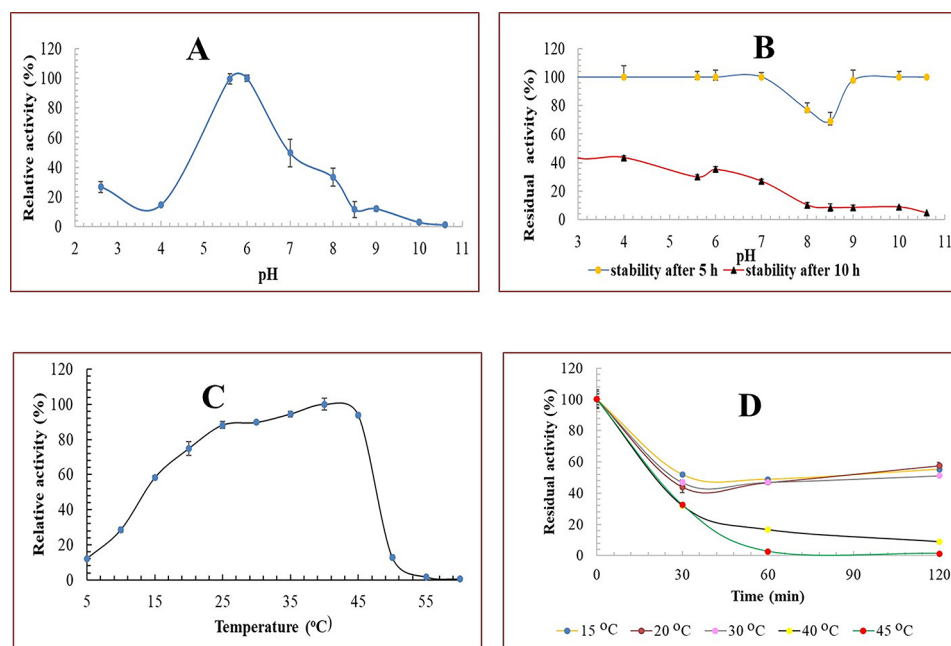 A
Relative activity (%)
120
100
80
60
40
20
0
2 3 4 5 6 7 8 9 10 11
pH
B
Residual activity (%)
120
100
80
60
40
20
0
3 4 5 6 7 8 9 10 11
pH
stability after 5 h stability after 10 h
C
Relative activity (%)
120
100
80
60
40
20
0
5 15 25 35 45 55
Temperature (ºC)
D
Residual activity (%)
120
100
80
60
40
20
0
0 30 60 90 120
Time (min)
15 ºC 20 ºC 30 ºC 40 ºC 45 ºC